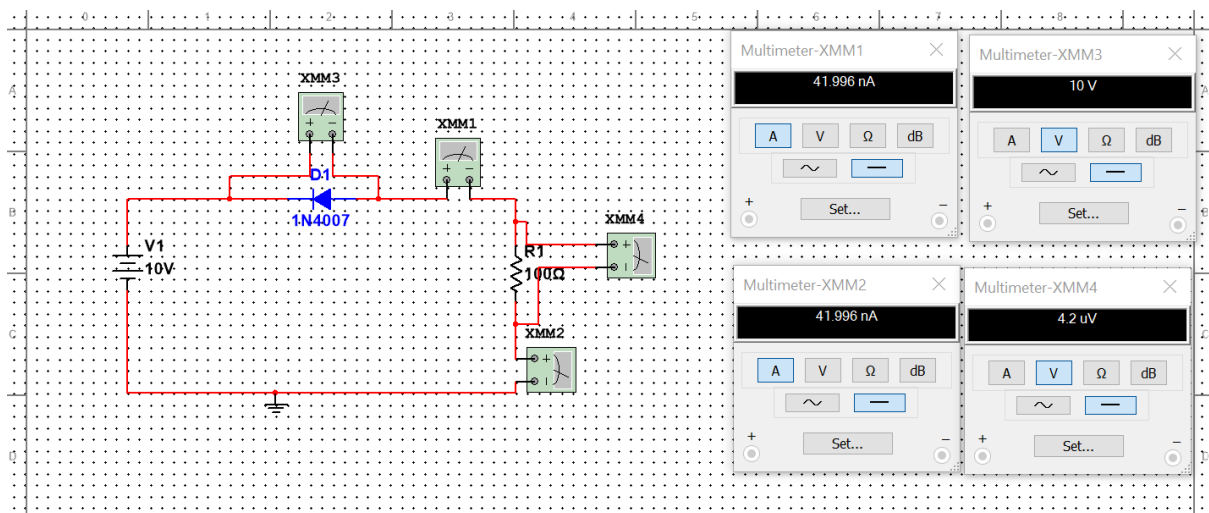 0 1 2 3 4 5 6 7 8
A
B
C
D
XMM3
+ −
XMM1
+ −
D1
1N4007
XMM4
+
−
V1
10V
R1
100Ω
XMM2
+
−
Multimeter-XMM1
41.996 nA
A V Ω dB
Set...
+ −
Multimeter-XMM3
10 V
A V Ω dB
Set...
+ −
Multimeter-XMM2
41.996 nA
A V Ω dB
Set...
+ −
Multimeter-XMM4
4.2 uV
A V Ω dB
Set...
+ −
A
B
C
D